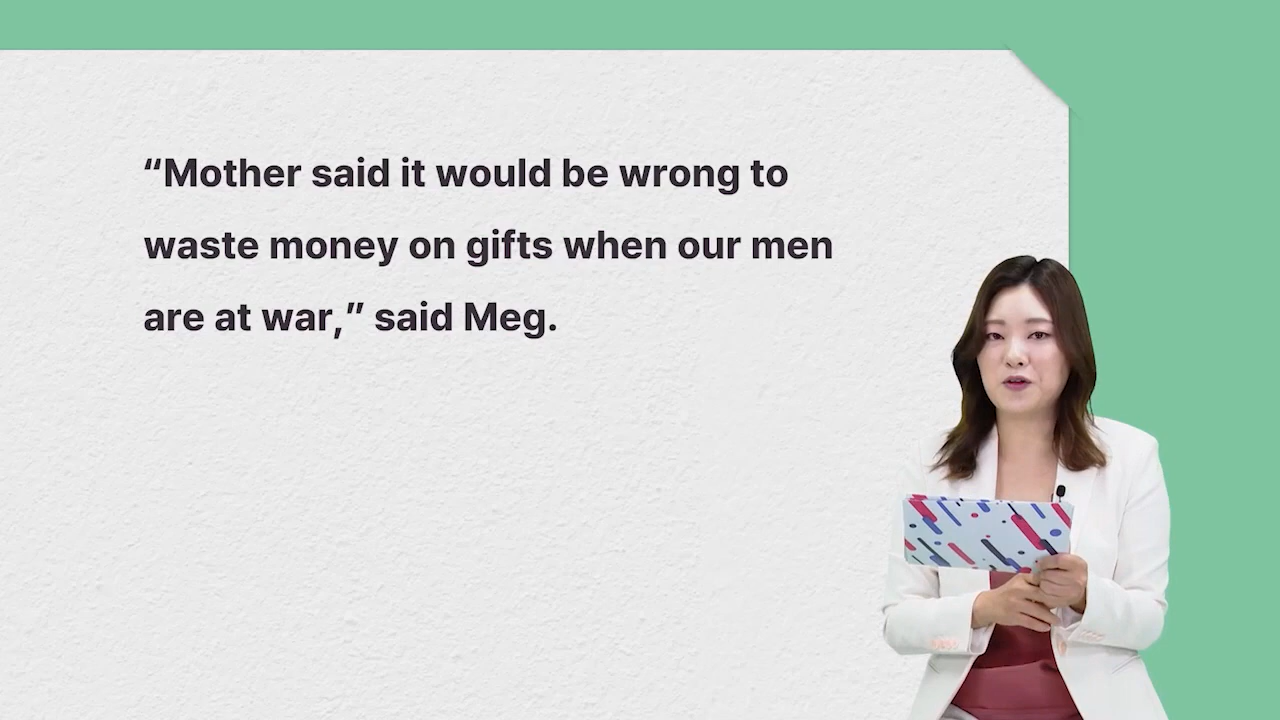 “Mother said it would be wrong to
waste money on gifts when our men
are at war,” said Meg.